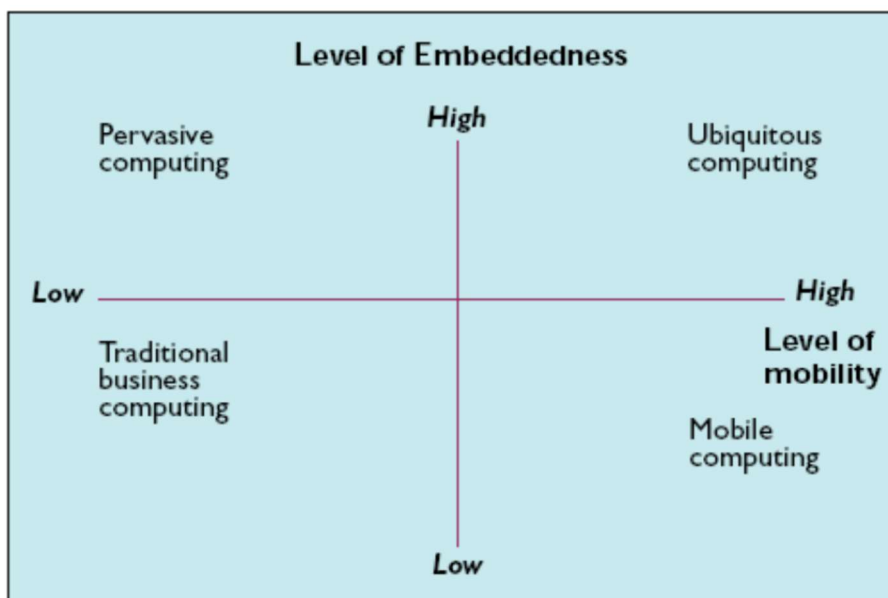 Level of Embeddedness
High
Pervasive
computing
Ubiquitous
computing
Low
High
Traditional
business
computing
Level of
mobility
Mobile
computing
Low